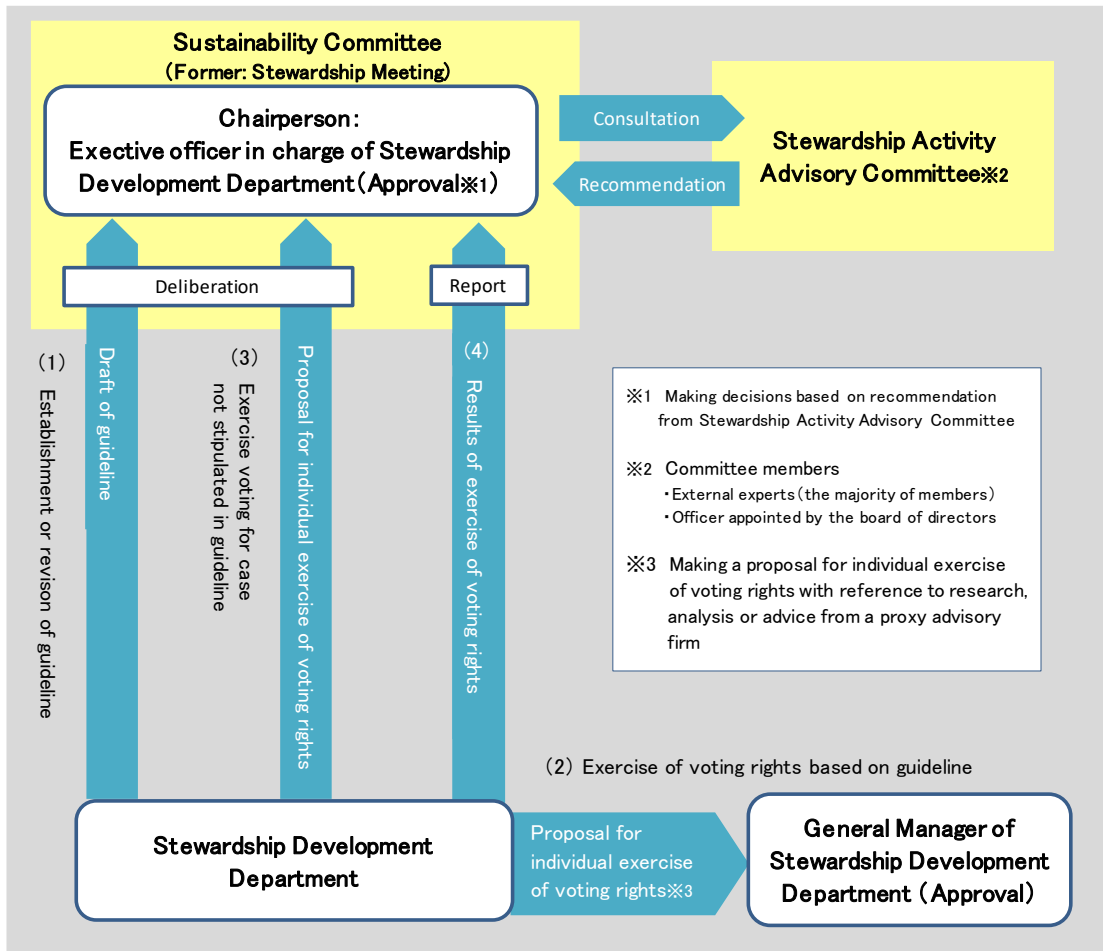 Sustainability Committee
(Former: Stewardship Meeting)
Chairperson:
Exective officer in charge of Stewardship
Development Department(Approval※1)
Consultation
Recommendation
Stewardship Activity
Advisory Committee※2
Deliberation
Report
(1) Establishment or revison of guideline
Draft of guideline
(3) Exercise voting for case
not stipulated in guideline
Proposal for individual exercise of voting rights
(4) Results of exercise of voting rights
※1 Making decisions based on recommendation
from Stewardship Activity Advisory Committee
※2 Committee members
・External experts(the majority of members)
・Officer appointed by the board of directors
※3 Making a proposal for individual exercise
of voting rights with reference to research,
analysis or advice from a proxy advisory
firm
(2) Exercise of voting rights based on guideline
Stewardship Development
Department
Proposal for
individual exercise
of voting rights※3
General Manager of
Stewardship Development
Department (Approval)